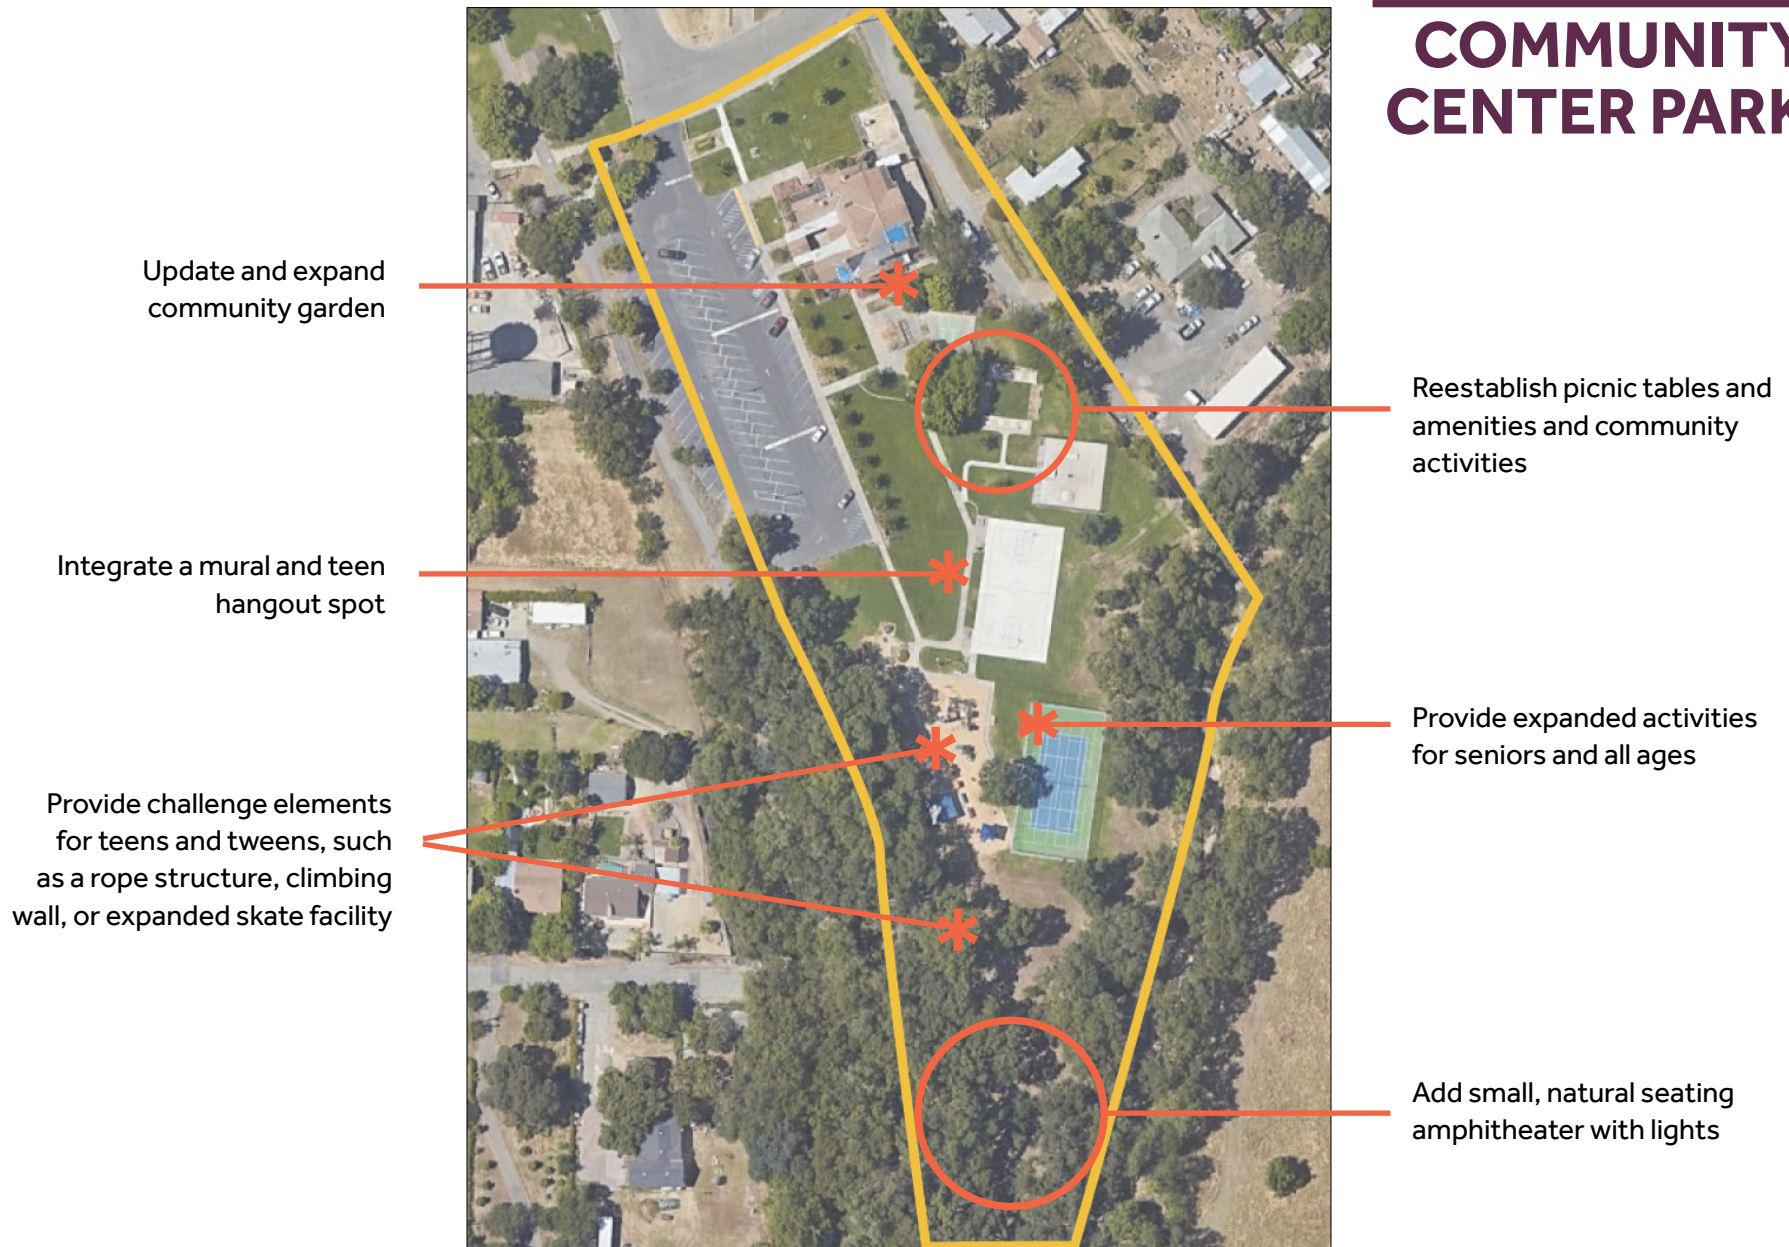 COMMUNITY
CENTER PARK
Update and expand
community garden
Reestablish picnic tables and
amenities and community
activities
Integrate a mural and teen
hangout spot
Provide expanded activities
for seniors and all ages
Provide challenge elements
for teens and tweens, such
as a rope structure, climbing
wall, or expanded skate facility
Add small, natural seating
amphitheater with lights